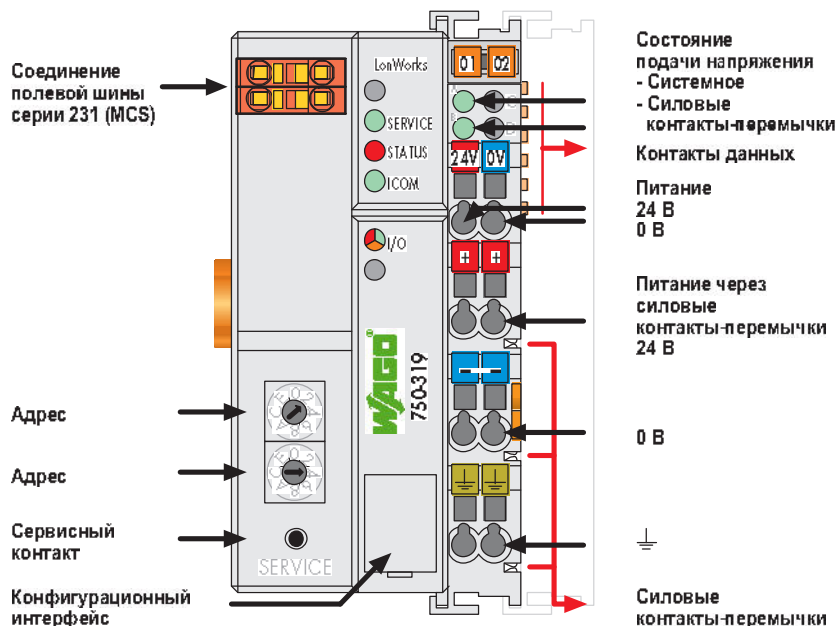 Соединение
полевой шины
серии 231 (MCS)
Адрес
Адрес
Сервисный
контакт
Конфигурационный
интерфейс
LonWorks
SERVICE
STATUS
ICOM
I/O
WAGO®
750-319
SERVICE
01 02
A C
B D
24V 0V
+ +
Состояние
подачи напряжения
- Системное
- Силовые
контакты-перемычки
Контакты данных
Питание
24 В
0 В
Питание через
силовые
контакты-перемычки
24 В
0 В
Силовые
контакты-перемычки